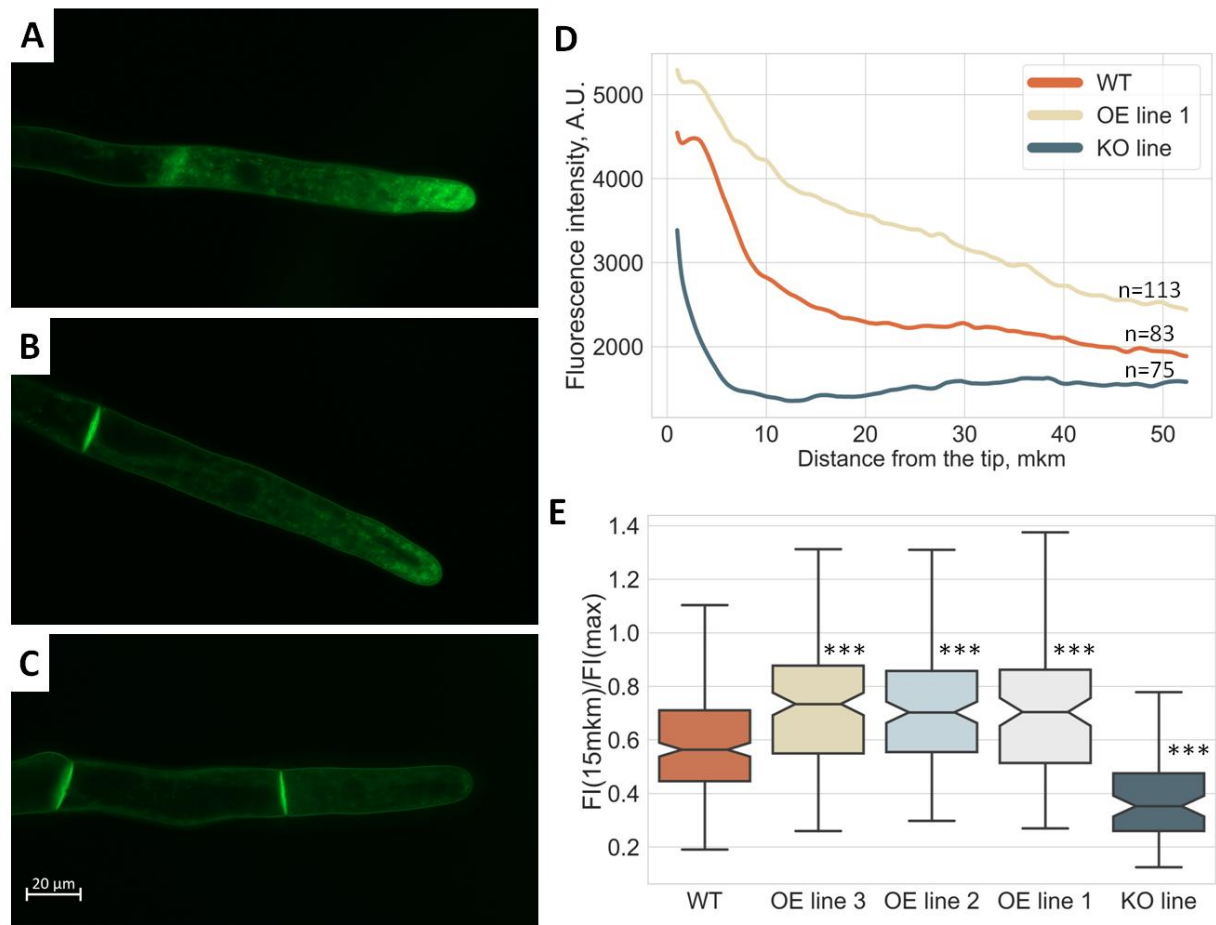 A
B
C
20 µm
D
Fluorescence intensity, A.U.
5000
4000
3000
2000
WT
OE line 1
KO line
n=113
n=83
n=75
0 10 20 30 40 50
Distance from the tip, mkm
E
FI(15mkm)/FI(max)
1.4
1.2
1.0
0.8
0.6
0.4
0.2
*** *** ***
***
WT OE line 3 OE line 2 OE line 1 KO line